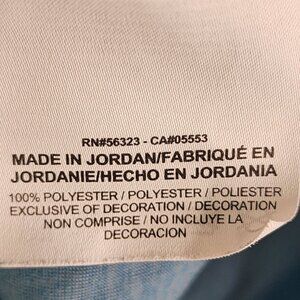 RN#56323 - CA#05553
MADE IN JORDAN/FABRIQUÉ EN
JORDANIE/HECHO EN JORDANIA
100% POLYESTER / POLYESTER / POLIESTER
EXCLUSIVE OF DECORATION / DECORATION
NON COMPRISE / NO INCLUYE LA
DECORACION